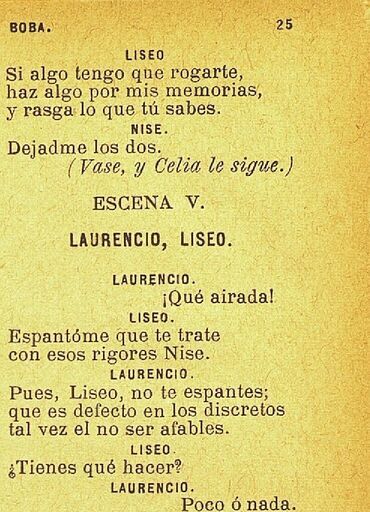 BOBA. 25
LISEO
Si algo tengo que rogarte,
haz algo por mis memorias,
y rasga lo que tú sabes.
NISE.
Dejadme los dos.
(Vase, y Celia le sigue.)
ESCENA V.
LAURENCIO, LISEO.
LAURENCIO.
¡Qué airada!
LISEO.
Espantóme que te trate
con esos rigores Nise.
LAURENCIO.
Pues, Liseo, no te espantes;
que es defecto en los discretos
tal vez el no ser afables.
LISEO
¿Tienes qué hacer?
LAURENCIO.
Poco ó nada.